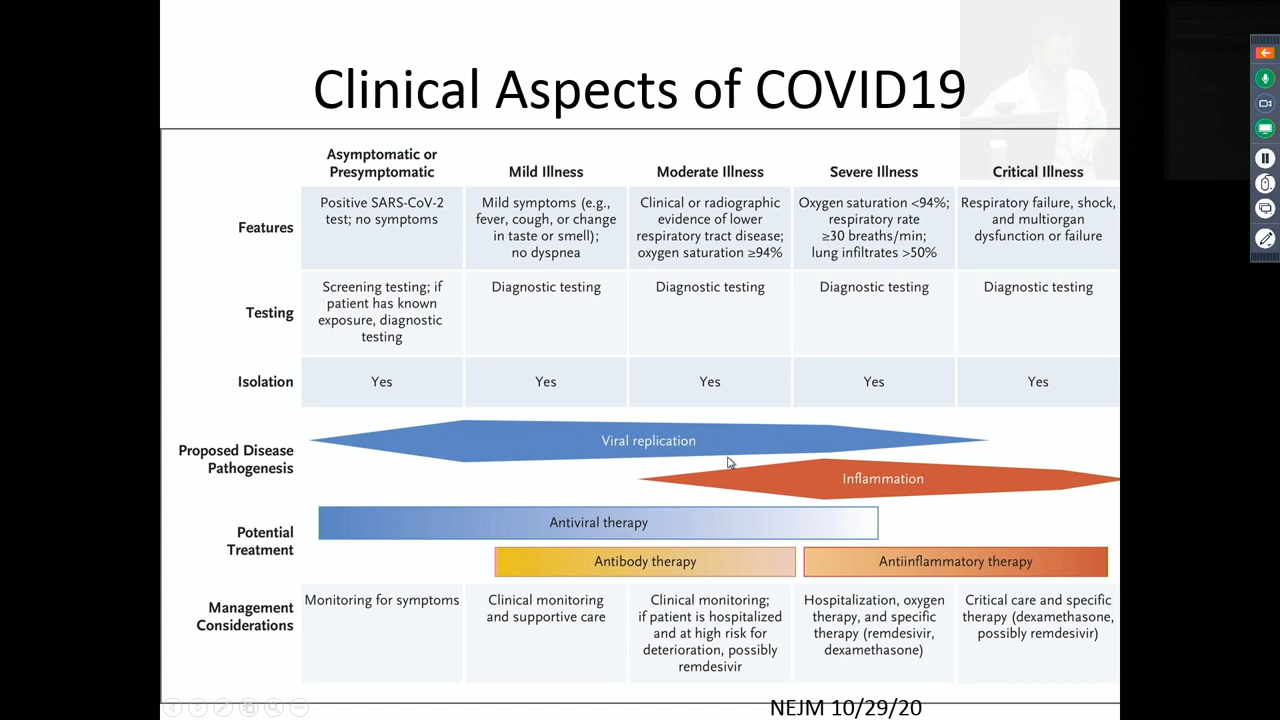 Clinical Aspects of COVID19
Asymptomatic or
Presymptomatic
Mild Illness
Moderate Illness
Severe Illness
Critical Illness
Features
Positive SARS-CoV-2
test; no symptoms
Mild symptoms (e.g.,
fever, cough, or change
in taste or smell);
no dyspnea
Clinical or radiographic
evidence of lower
respiratory tract disease;
oxygen saturation ≥94%
Oxygen saturation <94%;
respiratory rate
≥30 breaths/min;
lung infiltrates >50%
Respiratory failure, shock,
and multiorgan
dysfunction or failure
Testing
Screening testing; if
patient has known
exposure, diagnostic
testing
Diagnostic testing
Diagnostic testing
Diagnostic testing
Diagnostic testing
Isolation
Yes
Yes
Yes
Yes
Yes
Proposed Disease
Pathogenesis
Viral replication
Inflammation
Potential
Treatment
Antiviral therapy
Antibody therapy
Antiinflammatory therapy
Management
Considerations
Monitoring for symptoms
Clinical monitoring
and supportive care
Clinical monitoring;
if patient is hospitalized
and at high risk for
deterioration, possibly
remdesivir
Hospitalization, oxygen
therapy, and specific
therapy (remdesivir,
dexamethasone)
Critical care and specific
therapy (dexamethasone,
possibly remdesivir)
NEJM 10/29/20